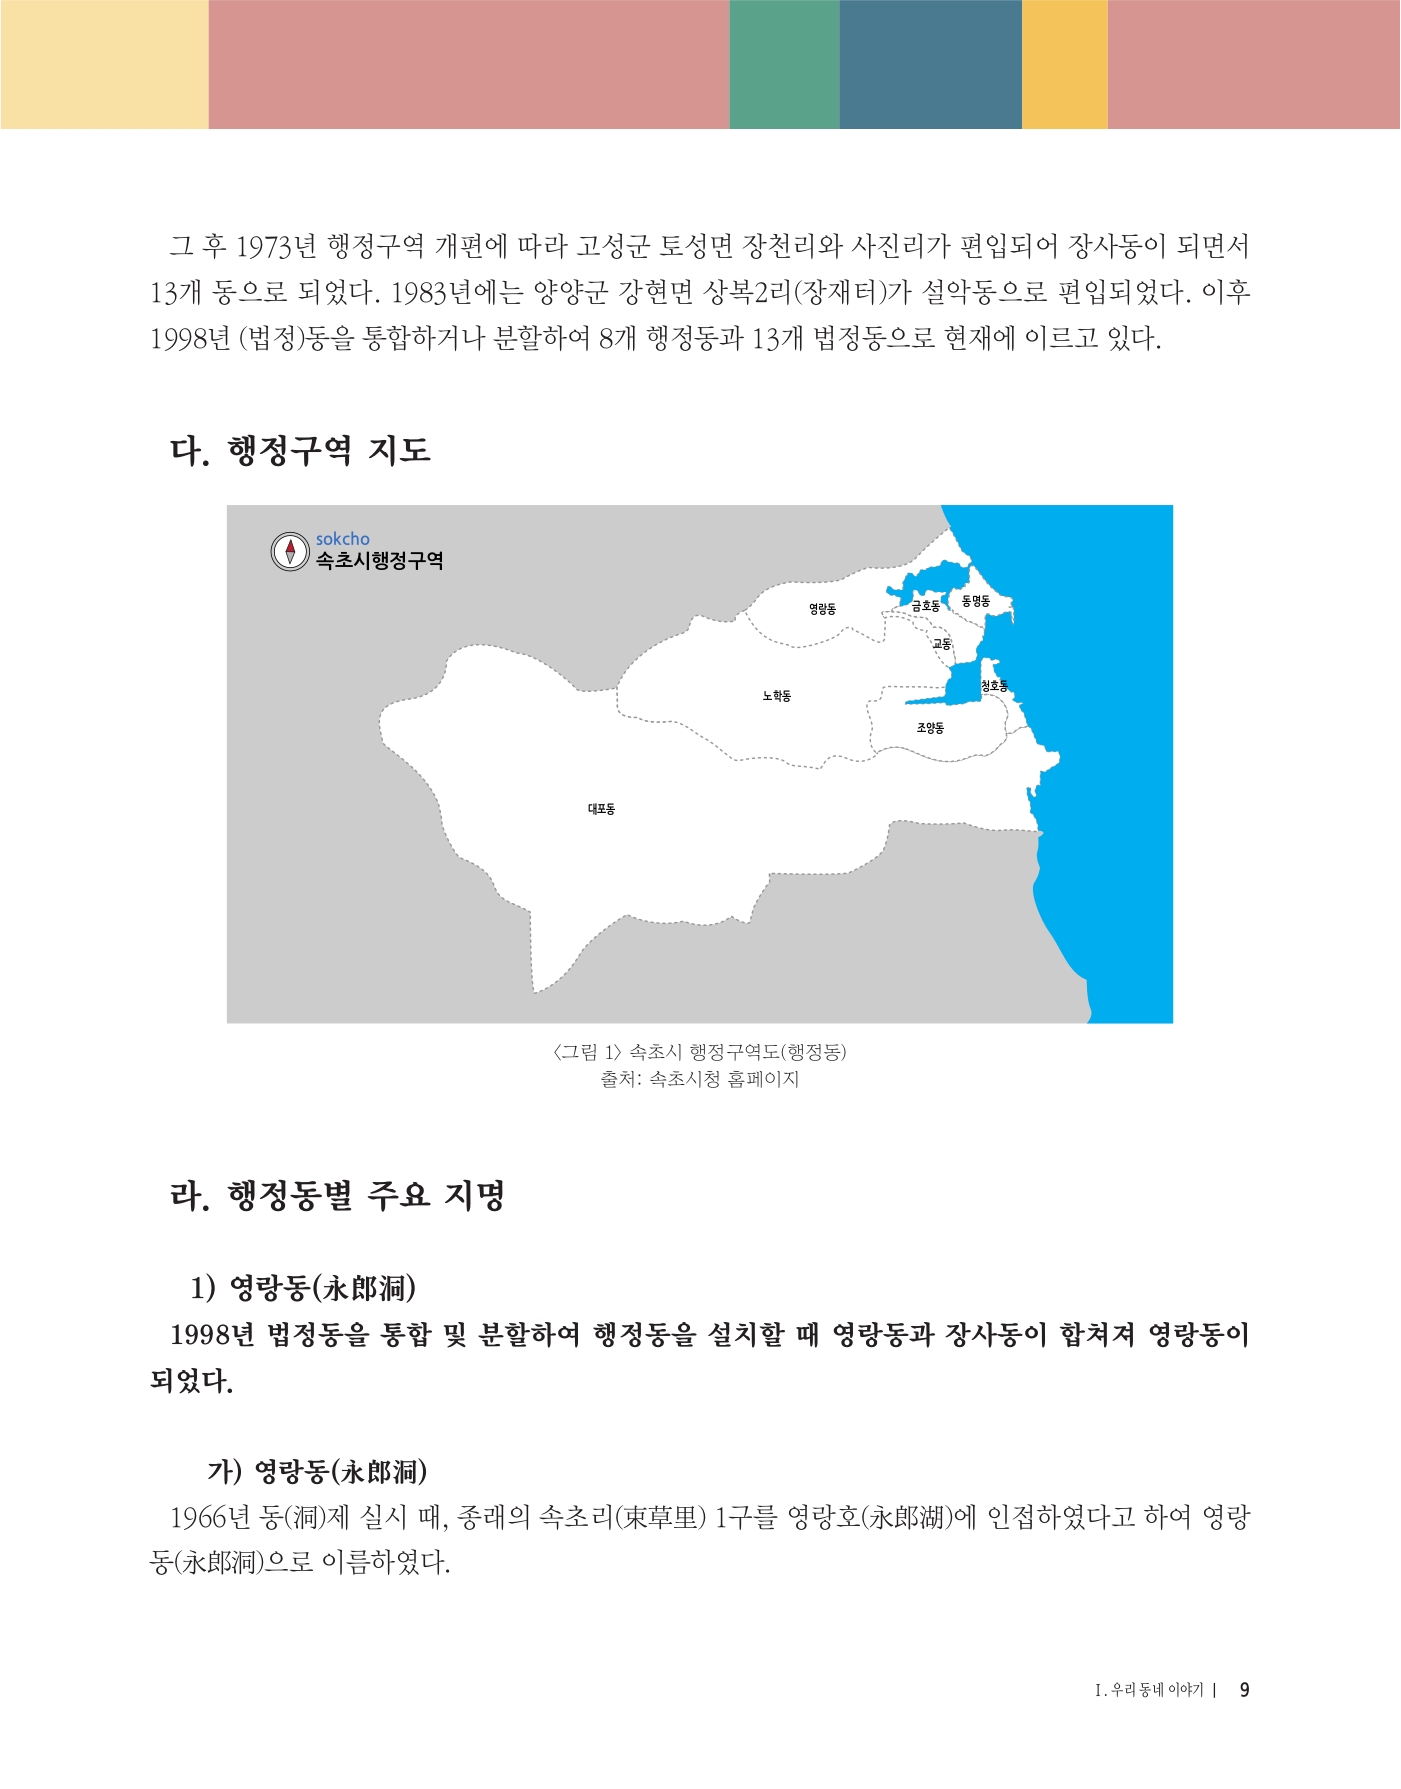 그 후 1973년 행정구역 개편에 따라 고성군 토성면 장천리와 사진리가 편입되어 장사동이 되면서
13개 동으로 되었다. 1983년에는 양양군 강현면 상복2리(장재터)가 설악동으로 편입되었다. 이후
1998년 (법정)동을 통합하거나 분할하여 8개 행정동과 13개 법정동으로 현재에 이르고 있다.
다. 행정구역 지도
sokcho
속초시행정구역
영랑동
금호동
동명동
교동
청호동
노학동
조양동
대포동
〈그림 1〉 속초시 행정구역도(행정동)
출처: 속초시청 홈페이지
라. 행정동별 주요 지명
1) 영랑동(永郎洞)
1998년 법정동을 통합 및 분할하여 행정동을 설치할 때 영랑동과 장사동이 합쳐져 영랑동이
되었다.
가) 영랑동(永郎洞)
1966년 동(洞)제 실시 때, 종래의 속초리(束草里) 1구를 영랑호(永郎湖)에 인접하였다고 하여 영랑
동(永郎洞)으로 이름하였다.
Ⅰ. 우리 동네 이야기 | 9